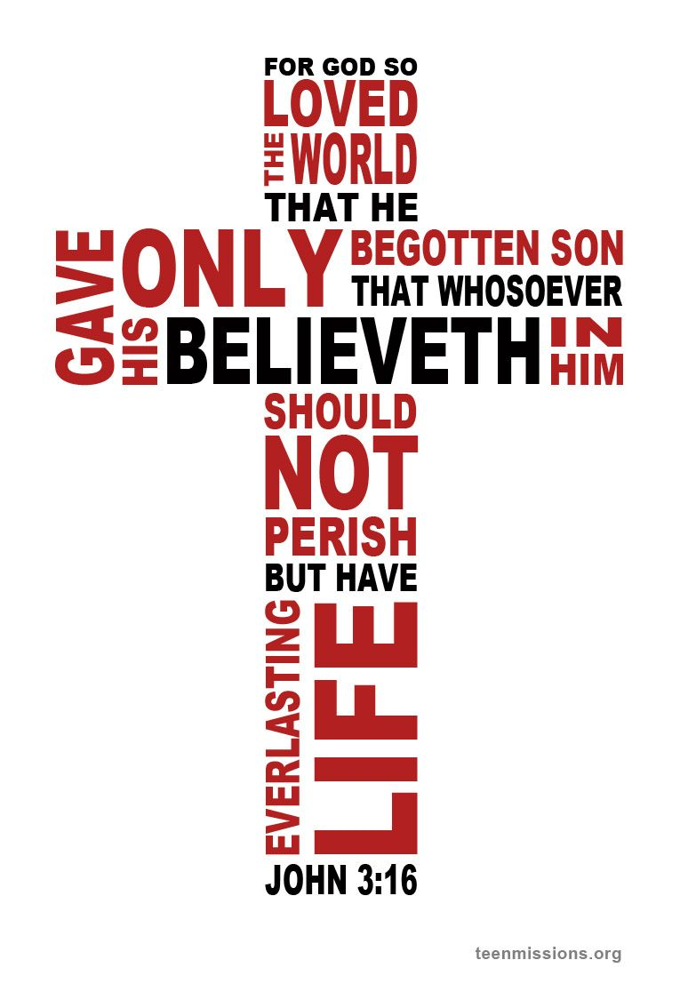 FOR GOD SO
LOVED
THE WORLD
THAT HE
GAVE
HIS
ONLY
BEGOTTEN SON
THAT WHOSOEVER
BELIEVETH
IN
HIM
SHOULD
NOT
PERISH
BUT HAVE
EVERLASTING
LIFE
JOHN 3:16
teenmissions.org